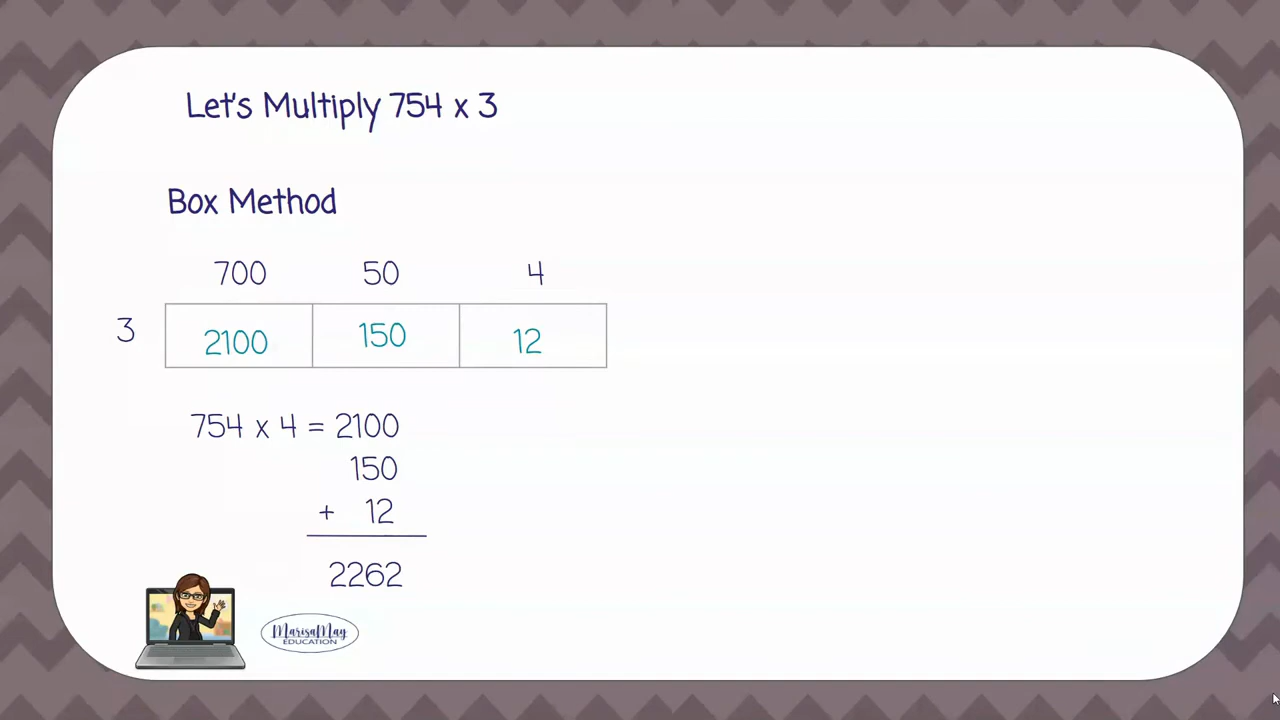 Let's Multiply 754 x 3
Box Method
700 50 4
3 2100 150 12
754 x 4 = 2100
150
+ 12
2262
MarisaMay
EDUCATION